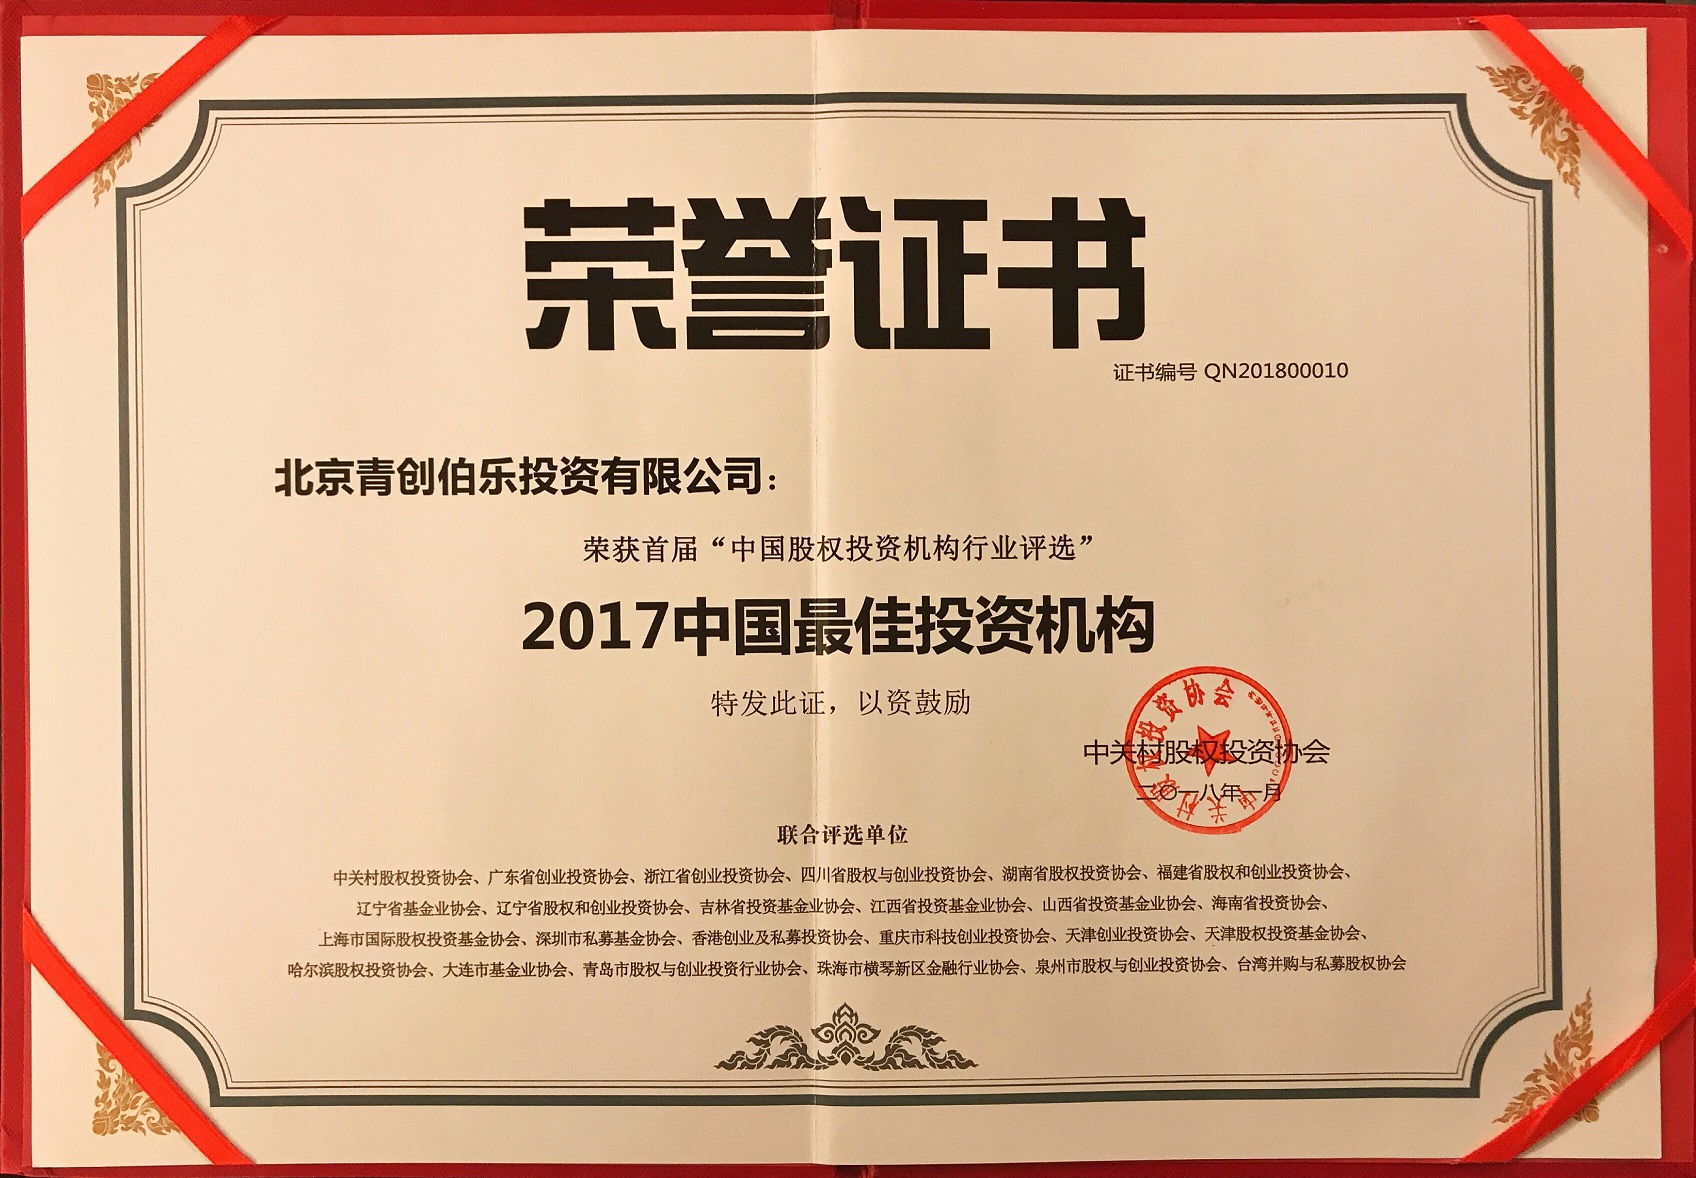 荣誉证书
证书编号 QN201800010
北京青创伯乐投资有限公司：
荣获首届“中国股权投资机构行业评选”
2017中国最佳投资机构
特发此证，以资鼓励
中关村股权投资协会
中关村股权投资协会
二〇一八年一月
联合评选单位
中关村股权投资协会、广东省创业投资协会、浙江省创业投资协会、四川省股权与创业投资协会、湖南省股权投资协会、福建省股权和创业投资协会、
辽宁省基金业协会、辽宁省股权和创业投资协会、吉林省投资基金业协会、江西省投资基金业协会、山西省投资基金业协会、海南省投资协会、
上海市国际股权投资基金协会、深圳市私募基金协会、香港创业及私募投资协会、重庆市科技创业投资协会、天津创业投资协会、天津股权投资基金协会、
哈尔滨股权投资协会、大连市基金业协会、青岛市股权与创业投资行业协会、珠海市横琴新区金融行业协会、泉州市股权与创业投资协会、台湾并购与私募股权协会